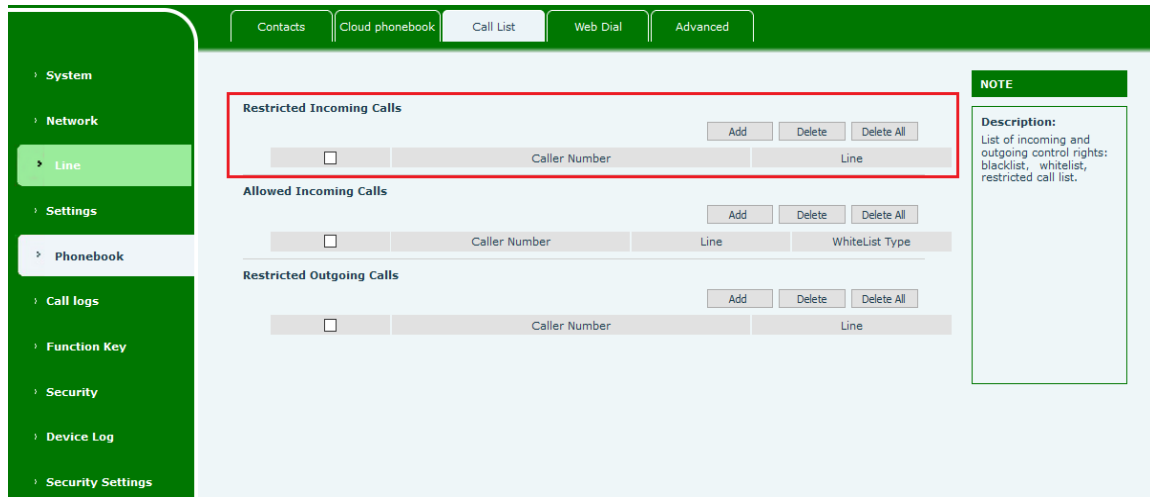 Contacts
Cloud phonebook
Call List
Web Dial
Advanced
System
Network
Line
Settings
Phonebook
Call logs
Function Key
Security
Device Log
Security Settings
Restricted Incoming Calls
Add Delete Delete All
Caller Number Line
Allowed Incoming Calls
Add Delete Delete All
Caller Number Line WhiteList Type
Restricted Outgoing Calls
Add Delete Delete All
Caller Number Line
NOTE
Description:
List of incoming and
outgoing control rights:
blacklist, whitelist,
restricted call list.